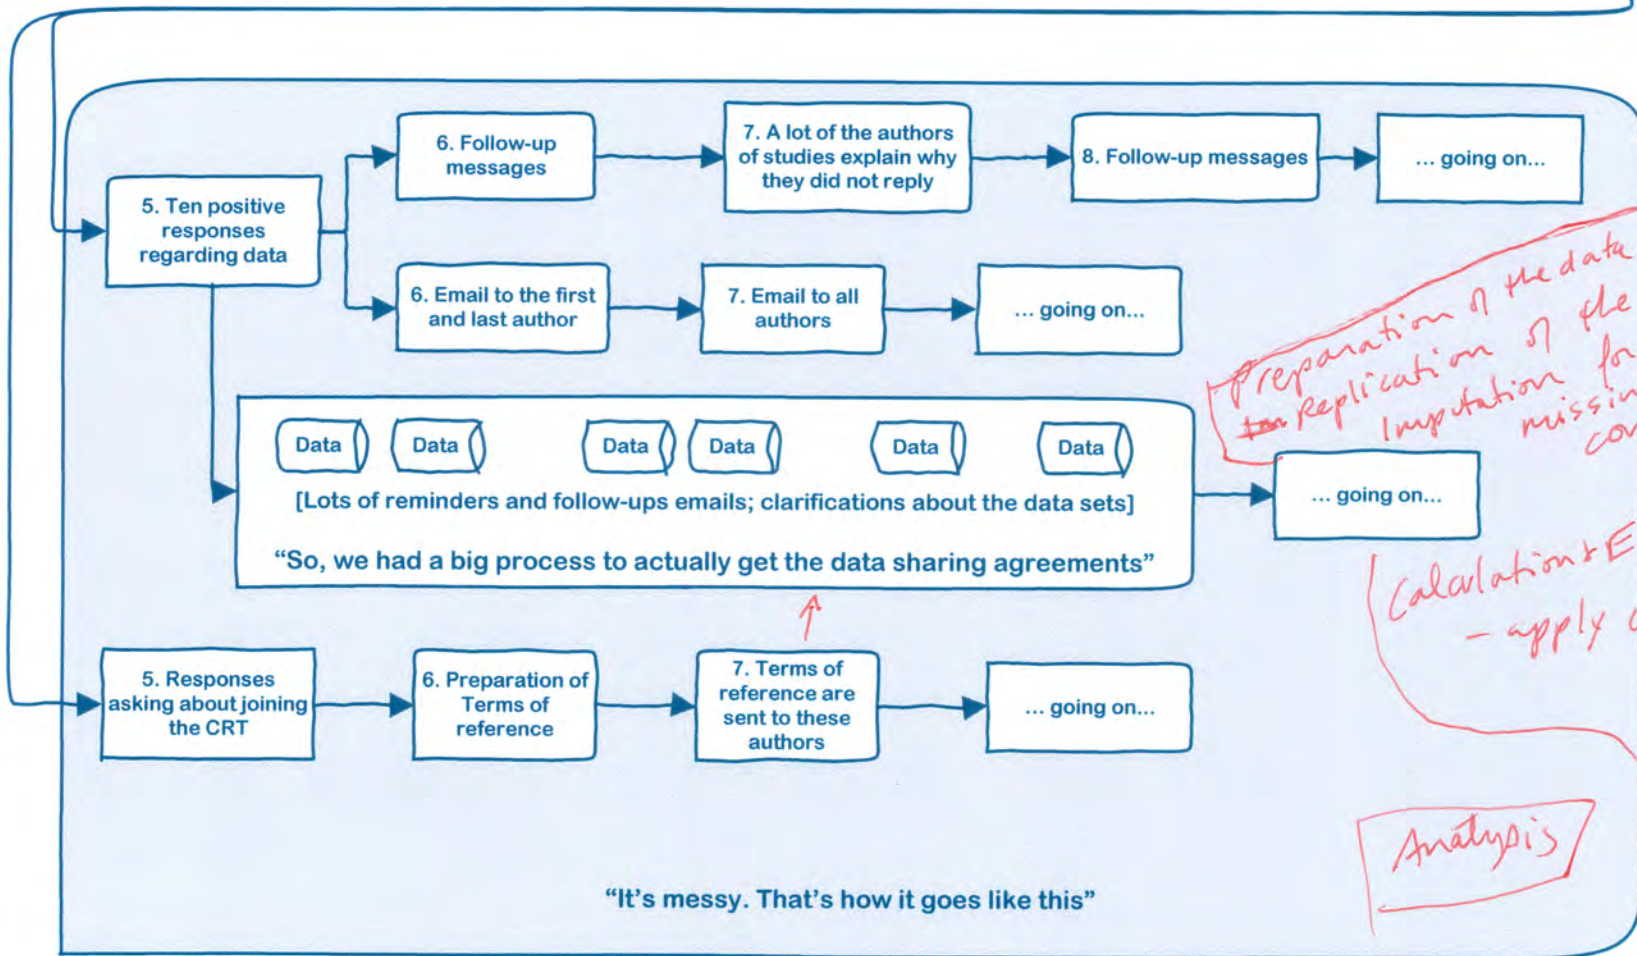 6. Follow-up
messages
7. A lot of the authors
of studies explain why
they did not reply
8. Follow-up messages
... going on...
5. Ten positive
responses
regarding data
6. Email to the first
and last author
7. Email to all
authors
... going on...
Preparation of the data
Replication of the
Imputation for
missin
con
Data
Data
Data
Data
Data
Data
[Lots of reminders and follow-ups emails; clarifications about the data sets]
“So, we had a big process to actually get the data sharing agreements”
... going on...
Calculation & E
- apply c
5. Responses
asking about joining
the CRT
6. Preparation of
Terms of
reference
7. Terms of
reference are
sent to these
authors
... going on...
Analysis
“It's messy. That's how it goes like this”